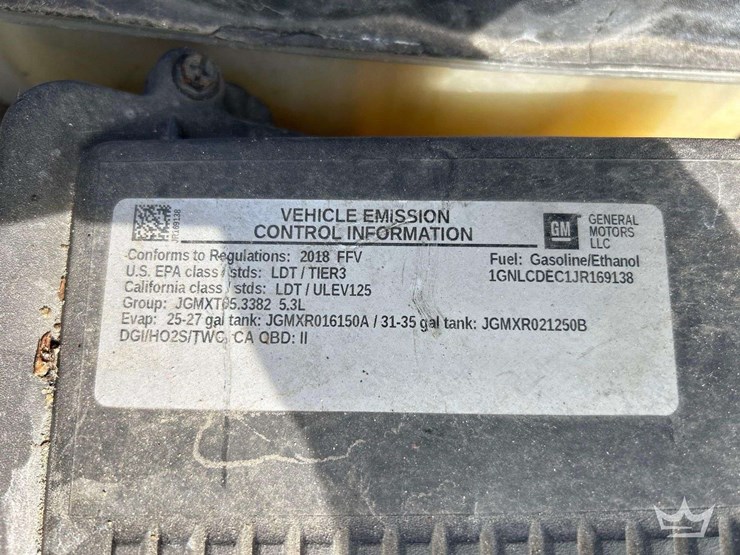 VEHICLE EMISSION
CONTROL INFORMATION
GM
GENERAL
MOTORS
LLC
JR169138
Conforms to Regulations: 2018 FFV
Fuel: Gasoline/Ethanol
U.S. EPA class / stds: LDT / TIER3
1GNLCDEC1JR169138
California class / stds: LDT / ULEV125
Group: JGMXT05.3382 5.3L
Evap: 25-27 gal tank: JGMXR016150A / 31-35 gal tank: JGMXR021250B
DGI/HO2S/TWC, CA OBD: II